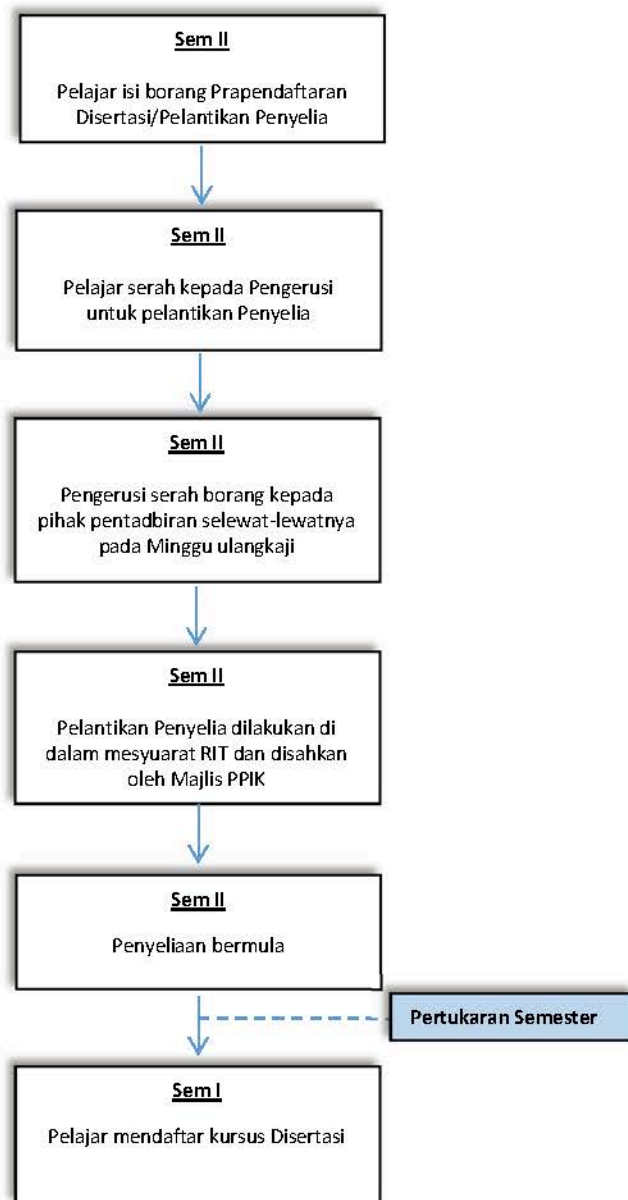 Sem II
Pelajar isi borang Prapendaftaran
Disertasi/Pelantikan Penyelia
Sem II
Pelajar serah kepada Pengerusi
untuk pelantikan Penyelia
Sem II
Pengerusi serah borang kepada
pihak pentadbiran selewat-lewatnya
pada Minggu ulangkaji
Sem II
Pelantikan Penyelia dilakukan di
dalam mesyuarat RIT dan disahkan
oleh Majlis PPIK
Sem II
Penyeliaan bermula
Pertukaran Semester
Sem I
Pelajar mendaftar kursus Disertasi